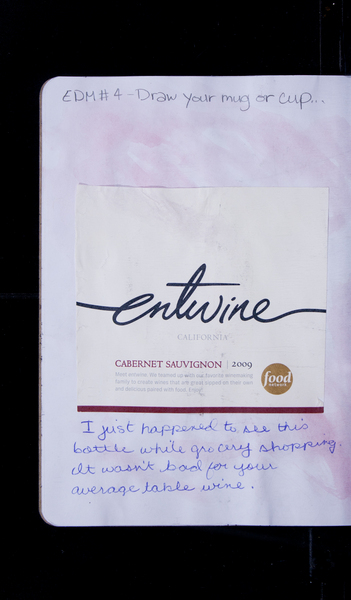 EDM #4 - Draw your mug or cup...
entwine
CALIFORNIA
CABERNET SAUVIGNON | 2009
food
network
I just happened to see this
bottle while grocery shopping.
It wasn't bad for your
average table wine.